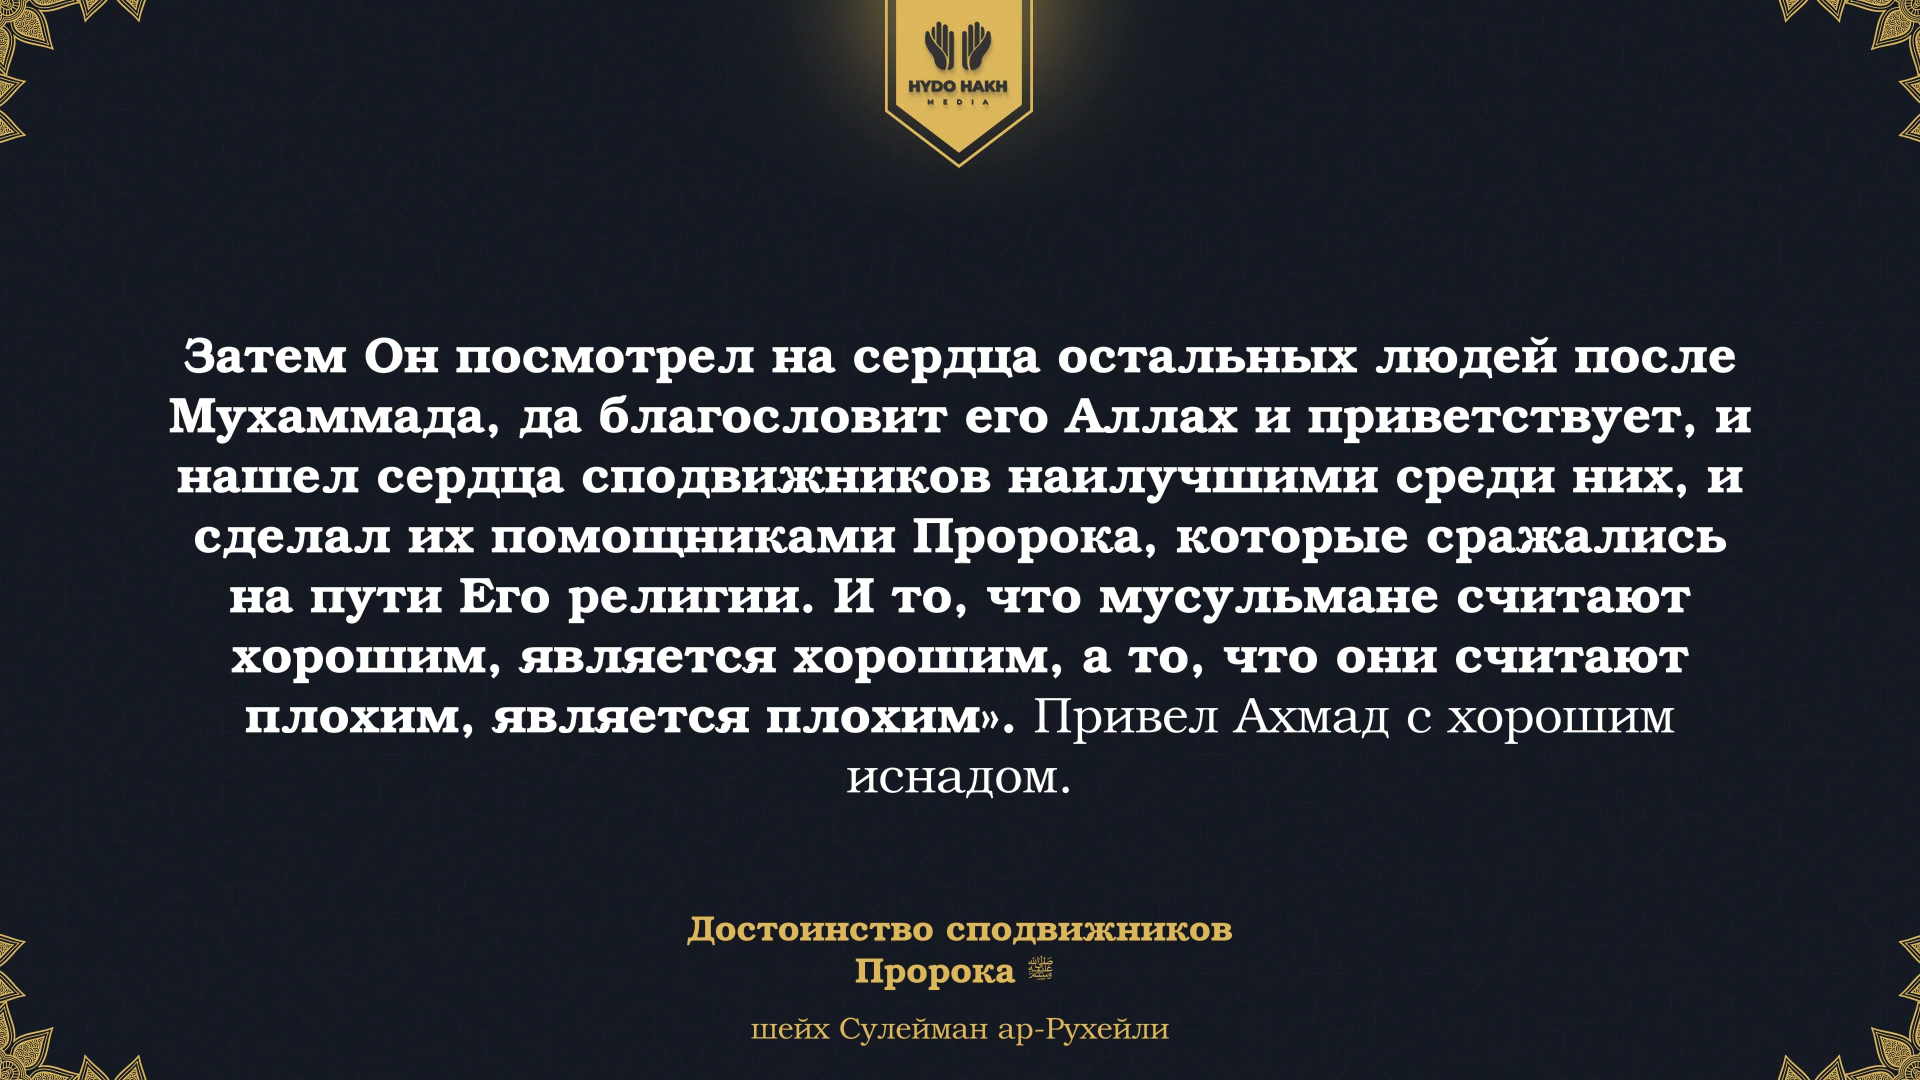 HYDO HAKH
MEDIA
Затем Он посмотрел на сердца остальных людей после
Мухаммада, да благословит его Аллах и приветствует, и
нашел сердца сподвижников наилучшими среди них, и
сделал их помощниками Пророка, которые сражались
на пути Его религии. И то, что мусульмане считают
хорошим, является хорошим, а то, что они считают
плохим, является плохим». Привел Ахмад с хорошим
иснадом.
Достоинство сподвижников
Пророка ﷺ
шейх Сулейман ар-Рухейли